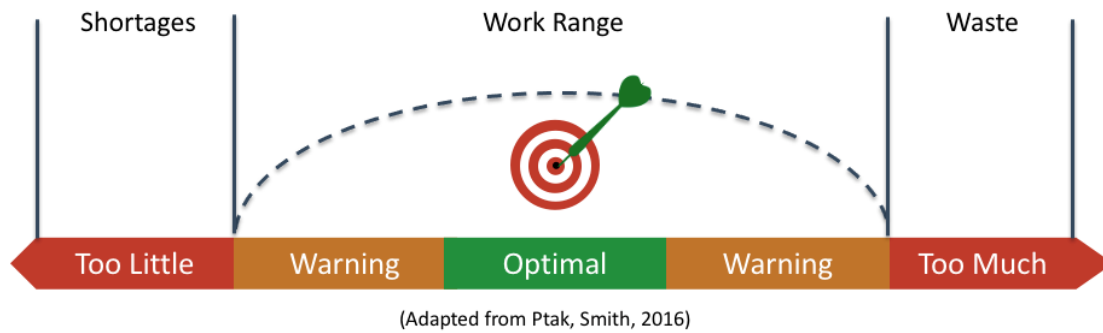 Shortages Work Range Waste
Too Little Warning Optimal Warning Too Much
(Adapted from Ptak, Smith, 2016)